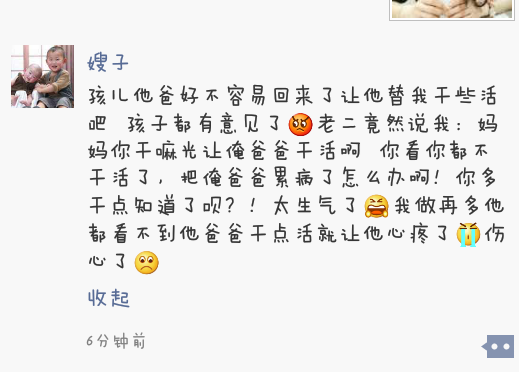 嫂子
孩儿他爸好不容易回来了让他替我干些活
吧 孩子都有意见了老二竟然说我：妈
妈你干嘛光让俺爸爸干活啊 你看你都不
干活了，把俺爸爸累病了怎么办啊！你多
干点知道了呗？！太生气了我做再多他
都看不到他爸爸干点活就让他心疼了伤
心了
收起
6分钟前